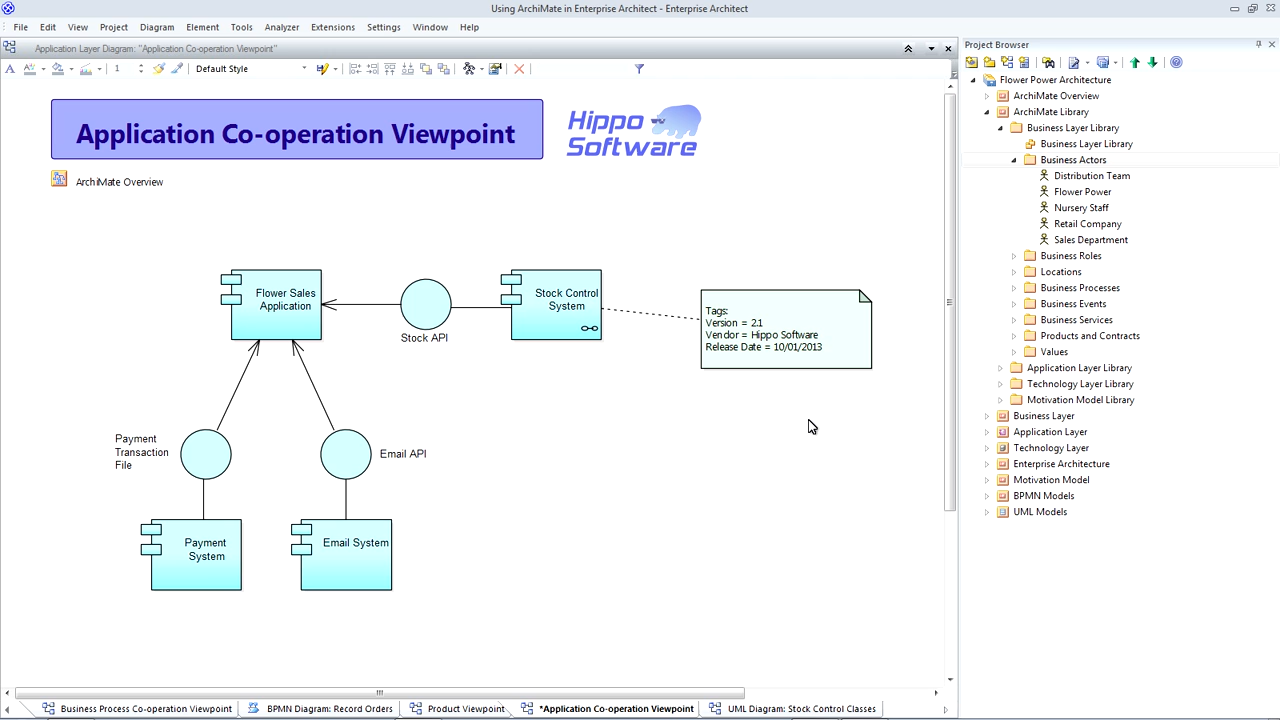 Using ArchiMate in Enterprise Architect - Enterprise Architect
File Edit View Project Diagram Element Tools Analyzer Extensions Settings Window Help
Application Layer Diagram: "Application Co-operation Viewpoint"
1 Default Style
Application Co-operation Viewpoint
Hippo
Software
ArchiMate Overview
Flower Sales
Application
Stock API
Stock Control
System
Tags:
Version = 2.1
Vendor = Hippo Software
Release Date = 10/01/2013
Payment
Transaction
File
Email API
Payment
System
Email System
Business Process Co-operation Viewpoint
BPMN Diagram: Record Orders
Product Viewpoint
*Application Co-operation Viewpoint
UML Diagram: Stock Control Classes
Project Browser
Flower Power Architecture
ArchiMate Overview
ArchiMate Library
Business Layer Library
Business Layer Library
Business Actors
Distribution Team
Flower Power
Nursery Staff
Retail Company
Sales Department
Business Roles
Locations
Business Processes
Business Events
Business Services
Products and Contracts
Values
Application Layer Library
Technology Layer Library
Motivation Model Library
Business Layer
Application Layer
Technology Layer
Enterprise Architecture
Motivation Model
BPMN Models
UML Models